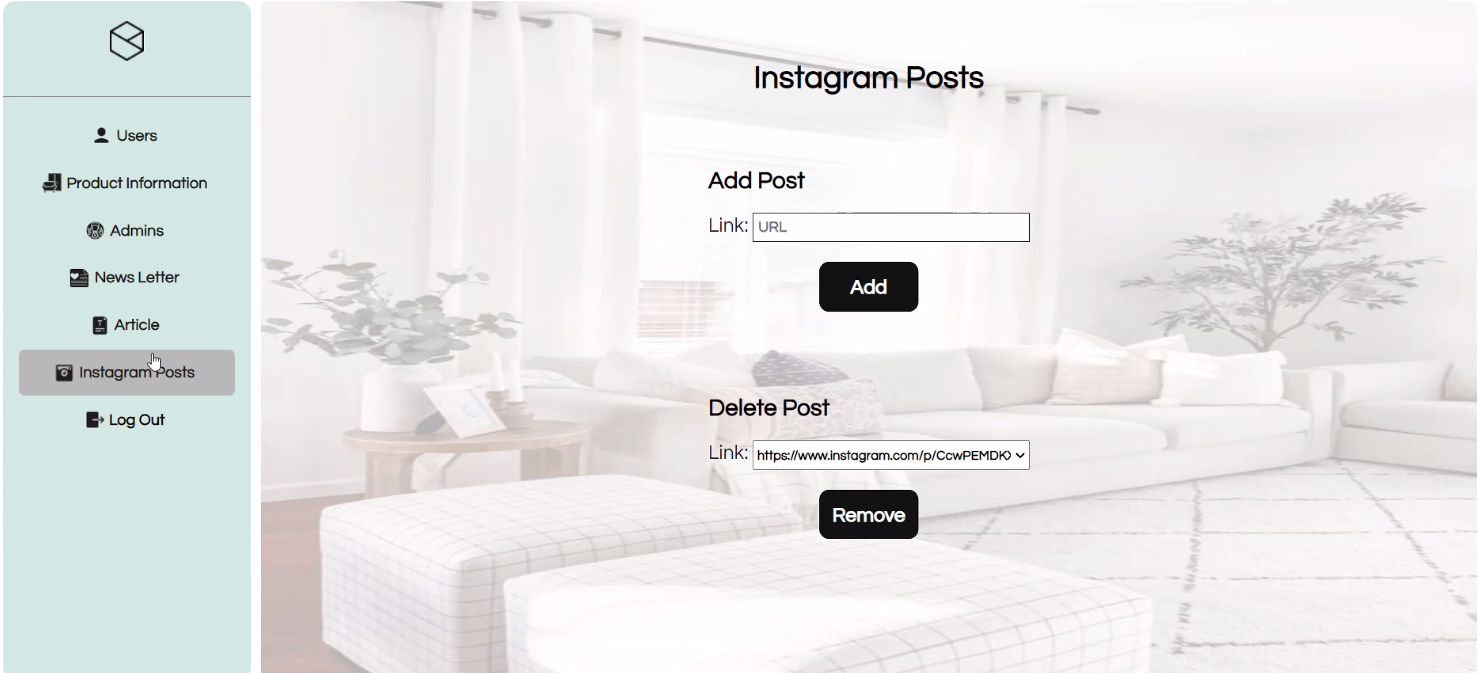 Users
Product Information
Admins
News Letter
Article
Instagram Posts
Log Out
Instagram Posts
Add Post
Link: URL
Add
Delete Post
Link: https://www.instagram.com/p/CcwPEMDK
Remove